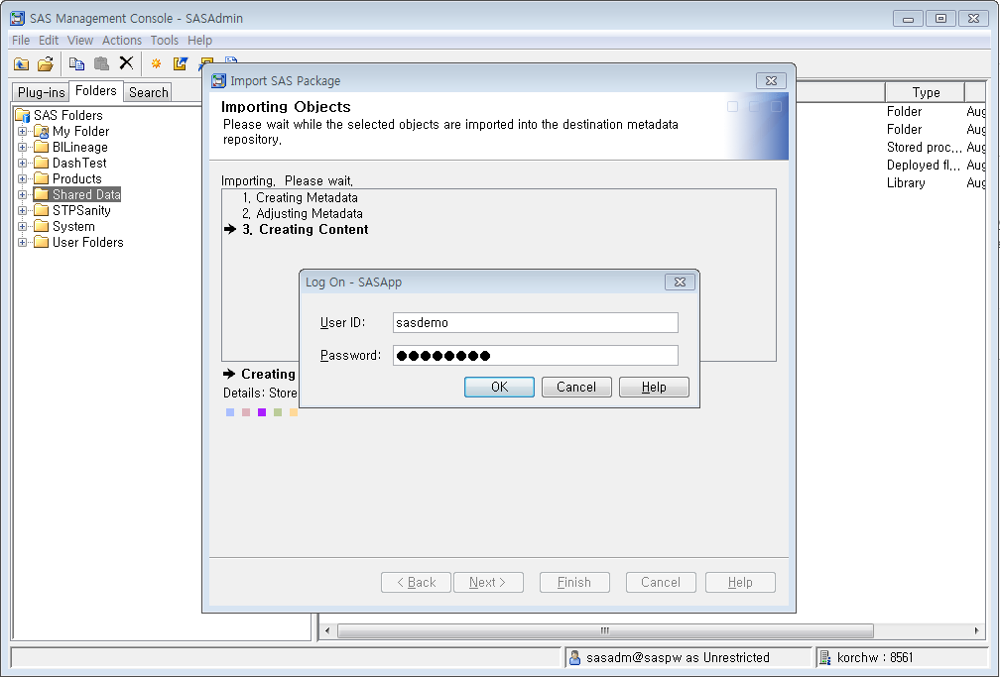 SAS Management Console - SASAdmin
File Edit View Actions Tools Help
Plug-ins Folders Search
SAS Folders
My Folder
BILineage
DashTest
Products
Shared Data
STPSanity
System
User Folders
Type
Folder Aug
Folder Aug
Stored proc... Aug
Deployed fl... Aug
Library Aug
Import SAS Package
Importing Objects
Please wait while the selected objects are imported into the destination metadata
repository.
Importing. Please wait.
1. Creating Metadata
2. Adjusting Metadata
3. Creating Content
Creating
Details: Store
Log On - SASApp
User ID: sasdemo
Password: ●●●●●●●●
OK Cancel Help
< Back Next > Finish Cancel Help
sasadm@saspw as Unrestricted korchw : 8561